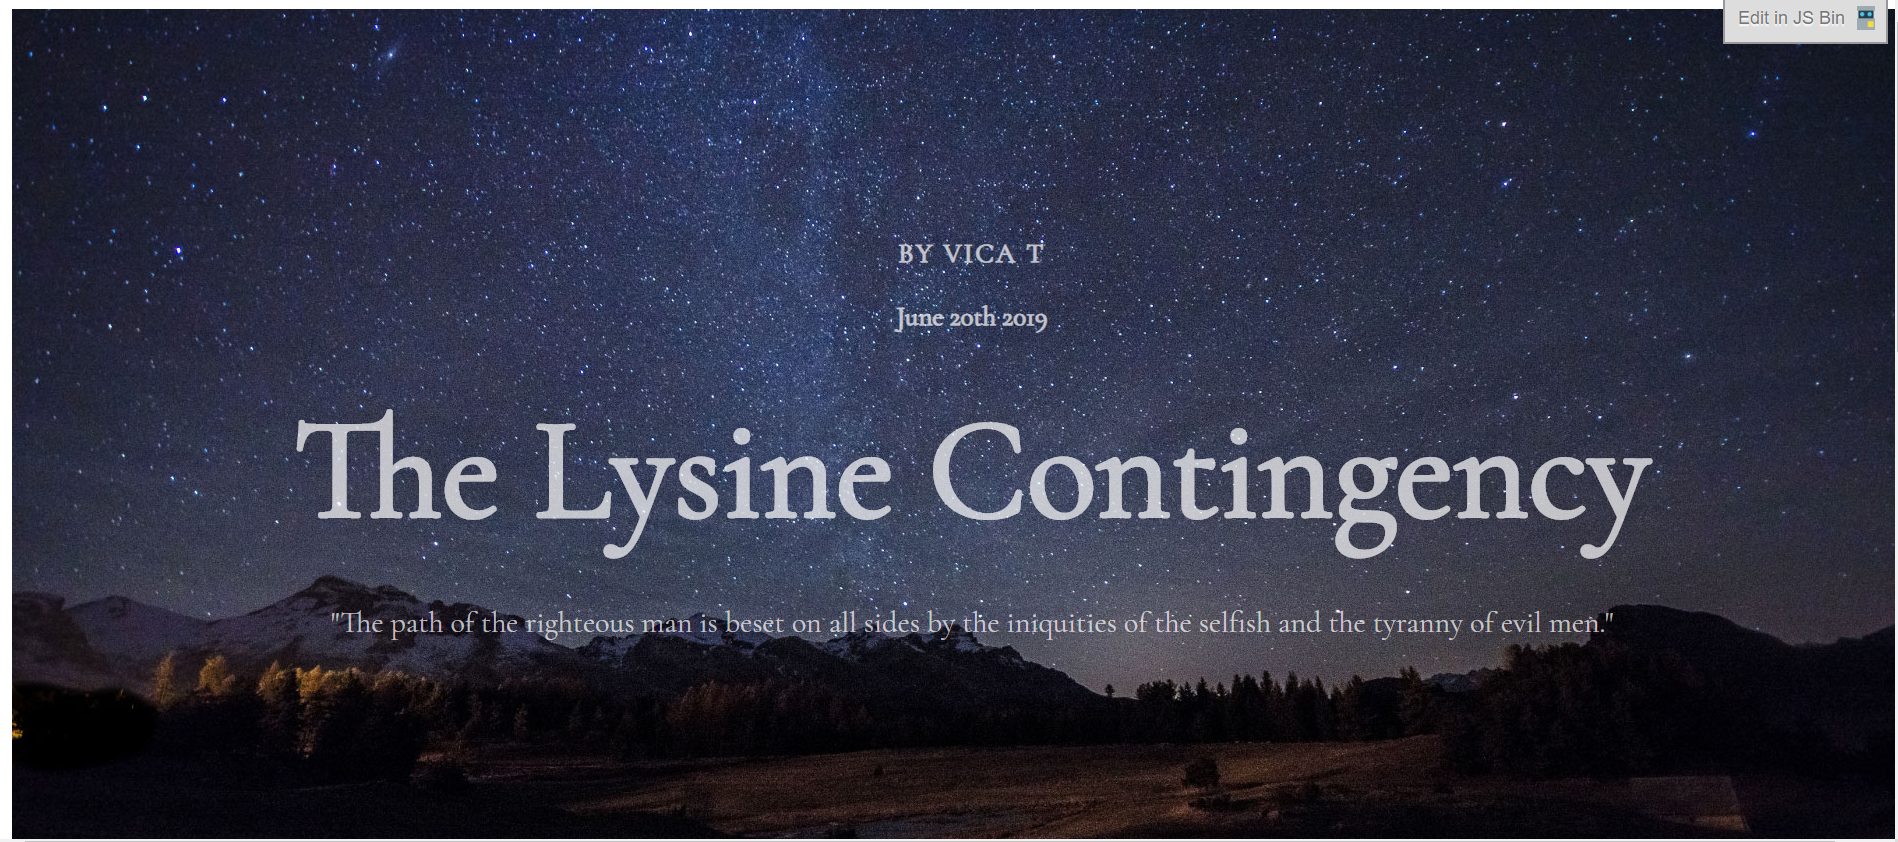 Edit in JS Bin
BY VICA T
June 20th 2019
The Lysine Contingency
"The path of the righteous man is beset on all sides by the iniquities of the selfish and the tyranny of evil men."